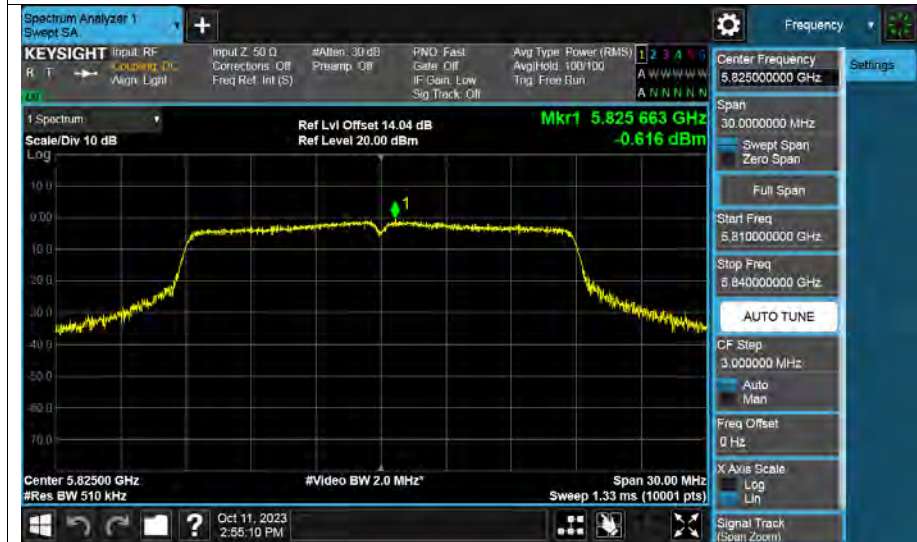 Spectrum Analyzer 1
Swept SA
+
Frequency
KEYSIGHT
R T
Input: RF
Coupling: DC
Align: Light
Input Z: 50 Ω
Corrections: Off
Freq Ref: Int (S)
#Atten: 30 dB
Preamp: Off
PNO: Fast
Gate: Off
IF Gain: Low
Sig Track: Off
Avg Type: Power (RMS)
Avg|Hold: 100/100
Trig: Free Run
1 2 3 4 5 6
A W W W W W
A N N N N N
1 Spectrum
Scale/Div 10 dB
Log
Ref Lvl Offset 14.04 dB
Ref Level 20.00 dBm
Mkr1 5.825 663 GHz
-0.616 dBm
1
10.0
0.00
-10.0
-20.0
-30.0
-40.0
-50.0
-60.0
-70.0
Center 5.82500 GHz
#Res BW 510 kHz
#Video BW 2.0 MHz*
Span 30.00 MHz
Sweep 1.33 ms (10001 pts)
?
Oct 11, 2023
2:55:10 PM
Center Frequency
5.825000000 GHz
Settings
Span
30.0000000 MHz
Swept Span
Zero Span
Full Span
Start Freq
5.810000000 GHz
Stop Freq
5.840000000 GHz
AUTO TUNE
CF Step
3.000000 MHz
Auto
Man
Freq Offset
0 Hz
X Axis Scale
Log
Lin
Signal Track
(Span Zoom)